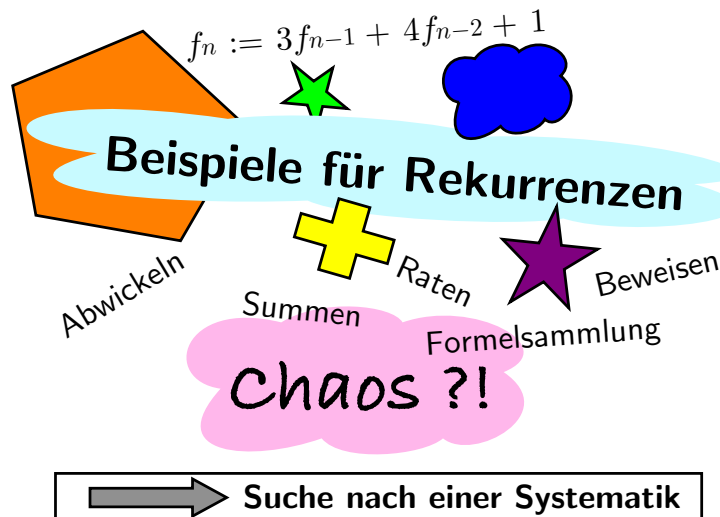 fₙ := 3fₙ₋₁ + 4fₙ₋₂ + 1
Beispiele für Rekurrenzen
Abwickeln
Raten
Beweisen
Summen
Formelsammlung
Chaos ?!
Suche nach einer Systematik